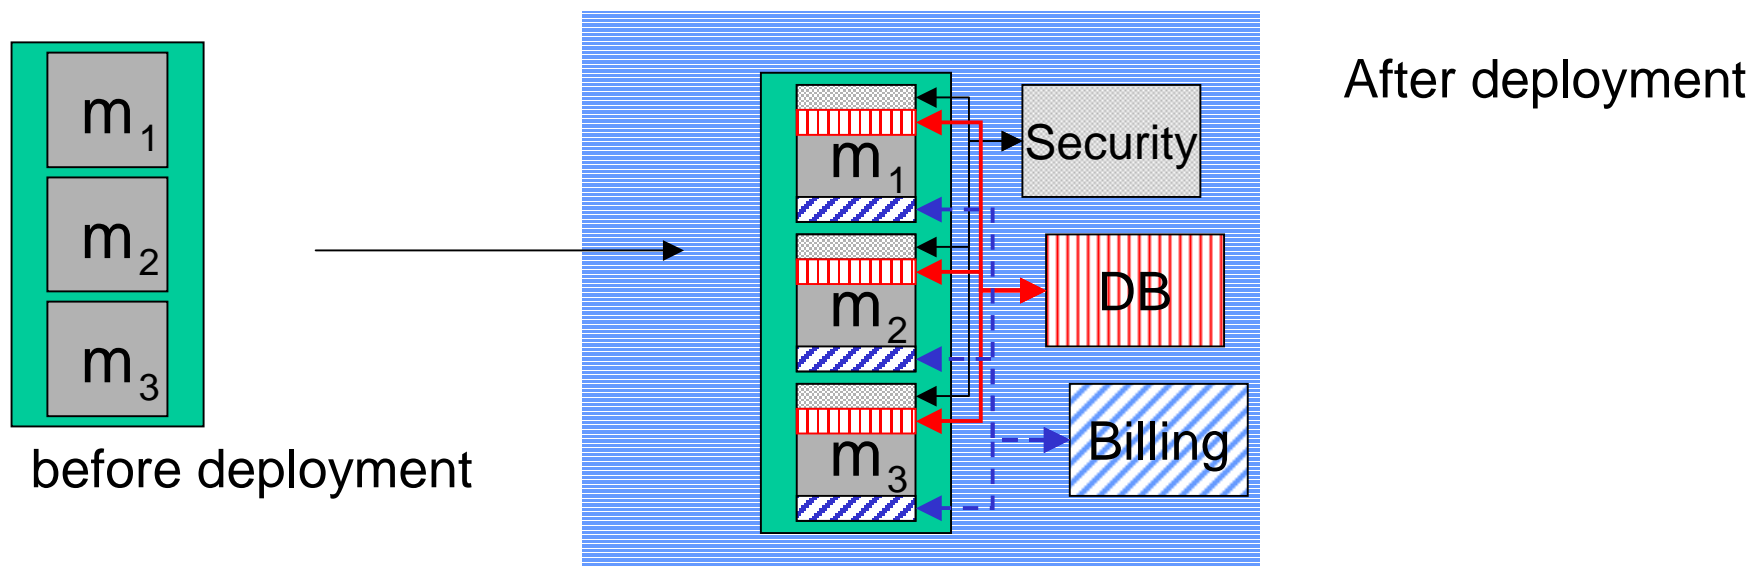 m1
m2
m3
before deployment
m1
m2
m3
Security
DB
Billing
After deployment